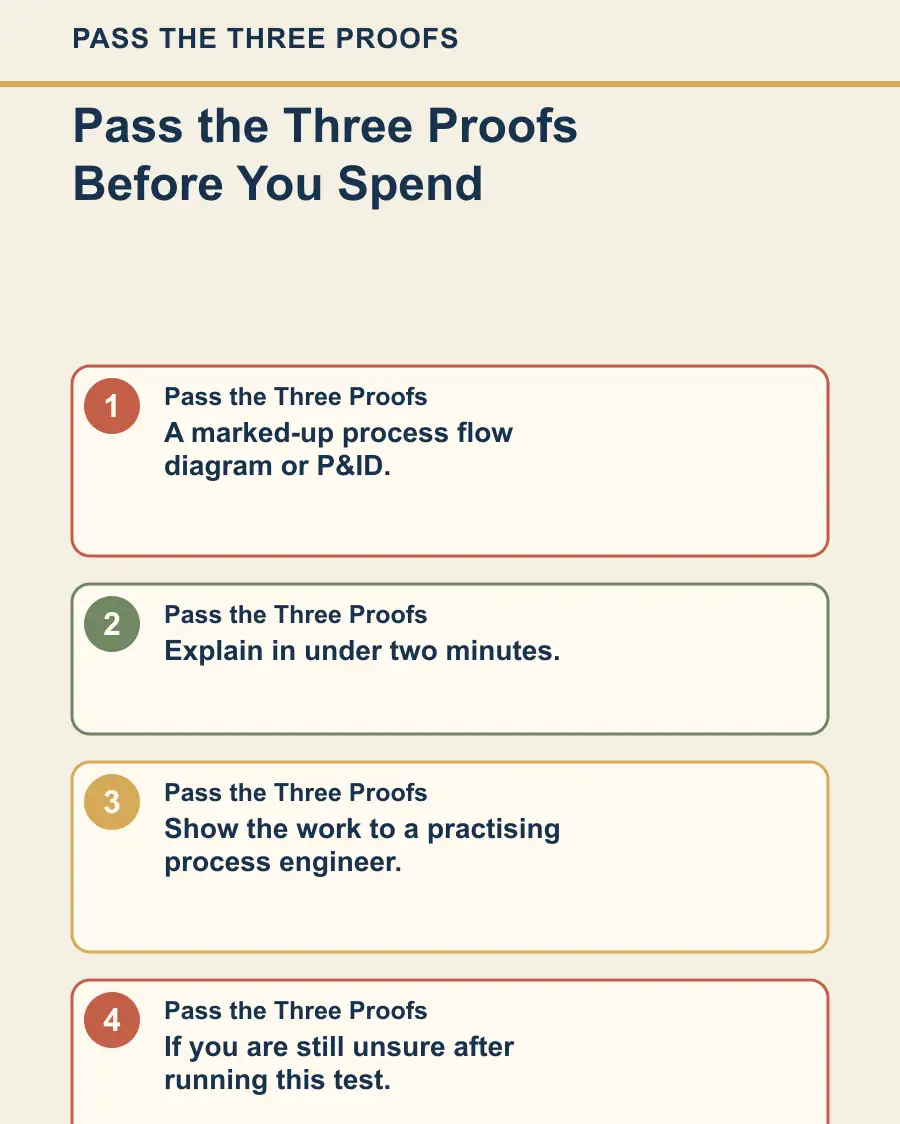 PASS THE THREE PROOFS
Pass the Three Proofs
Before You Spend
1
Pass the Three Proofs
A marked-up process flow
diagram or P&ID.
2
Pass the Three Proofs
Explain in under two minutes.
3
Pass the Three Proofs
Show the work to a practising
process engineer.
4
Pass the Three Proofs
If you are still unsure after
running this test.